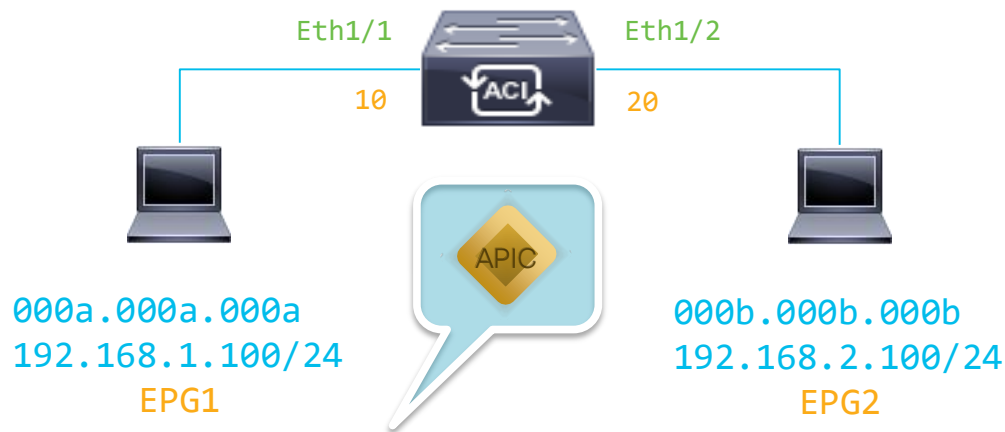 Eth1/1
Eth1/2
ACI
10
20
APIC
000a.000a.000a
192.168.1.100/24
EPG1
000b.000b.000b
192.168.2.100/24
EPG2